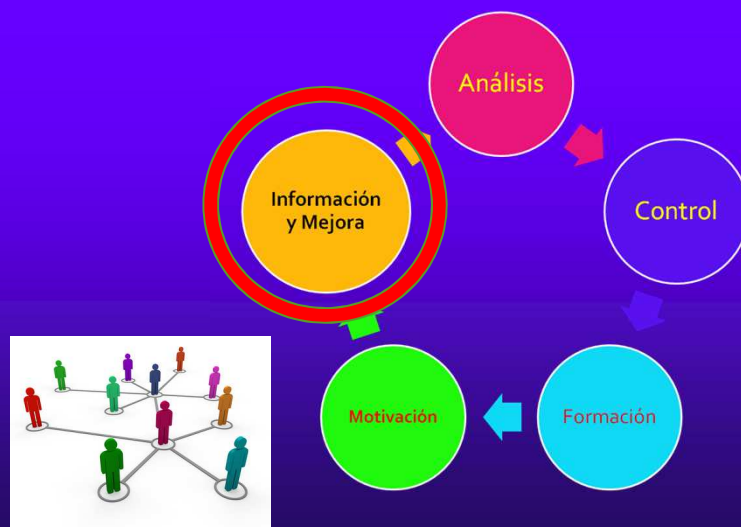 Análisis
Información
y Mejora
Control
Motivación
Formación